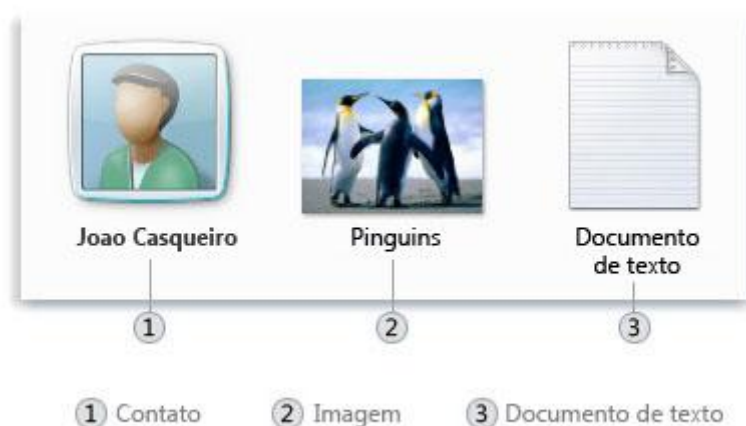 Joao Casqueiro Pinguins Documento
de texto
1 2 3
1 Contato 2 Imagem 3 Documento de texto